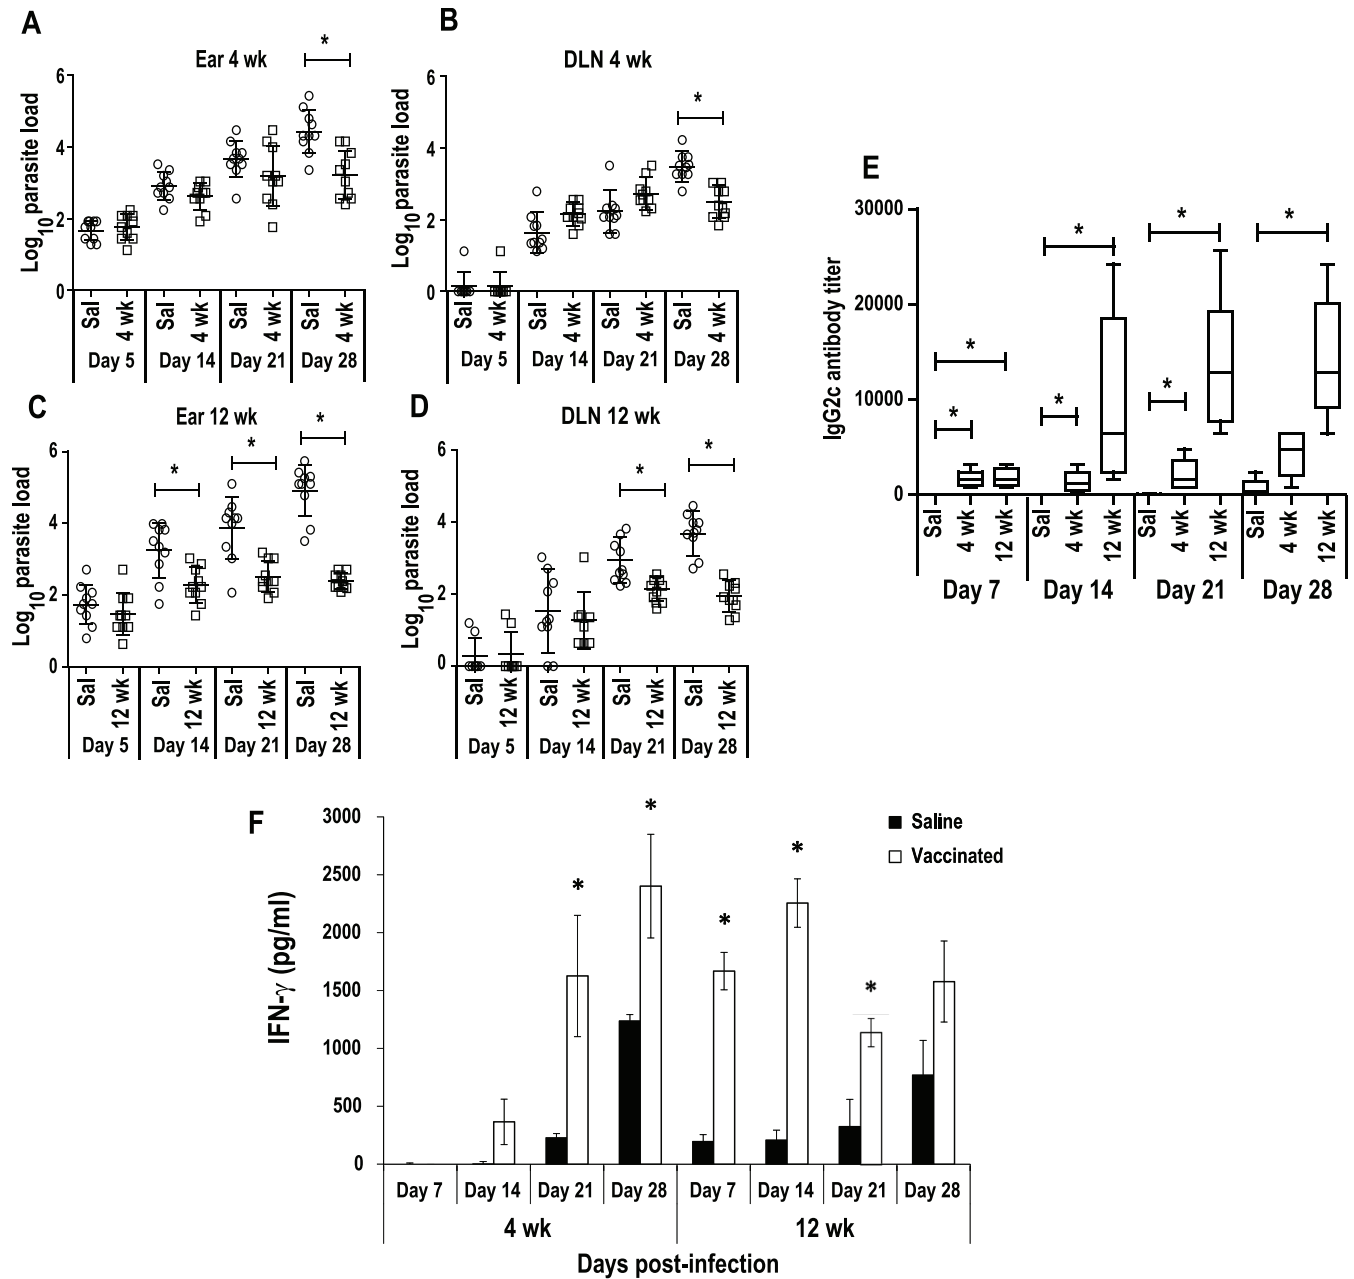 A
Ear 4 wk
*
Log10 parasite load
6
4
2
0
Sal
4 wk
Sal
4 wk
Sal
4 wk
Sal
4 wk
Day 5
Day 14
Day 21
Day 28
B
DLN 4 wk
*
Log10 parasite load
6
4
2
0
Sal
4 wk
Sal
4 wk
Sal
4 wk
Sal
4 wk
Day 5
Day 14
Day 21
Day 28
C
Ear 12 wk
*
*
*
Log10 parasite load
6
4
2
0
Sal
12 wk
Sal
12 wk
Sal
12 wk
Sal
12 wk
Day 5
Day 14
Day 21
Day 28
D
DLN 12 wk
*
*
Log10 parasite load
6
4
2
0
Sal
12 wk
Sal
12 wk
Sal
12 wk
Sal
12 wk
Day 5
Day 14
Day 21
Day 28
E
IgG2c antibody titer
30000
20000
10000
0
*
*
*
*
*
*
*
Sal
4 wk
12 wk
Sal
4 wk
12 wk
Sal
4 wk
12 wk
Sal
4 wk
12 wk
Day 7
Day 14
Day 21
Day 28
F
IFN-γ (pg/ml)
3000
2500
2000
1500
1000
500
0
*
*
*
*
*
Saline
Vaccinated
Day 7
Day 14
Day 21
Day 28
Day 7
Day 14
Day 21
Day 28
4 wk
12 wk
Days post-infection